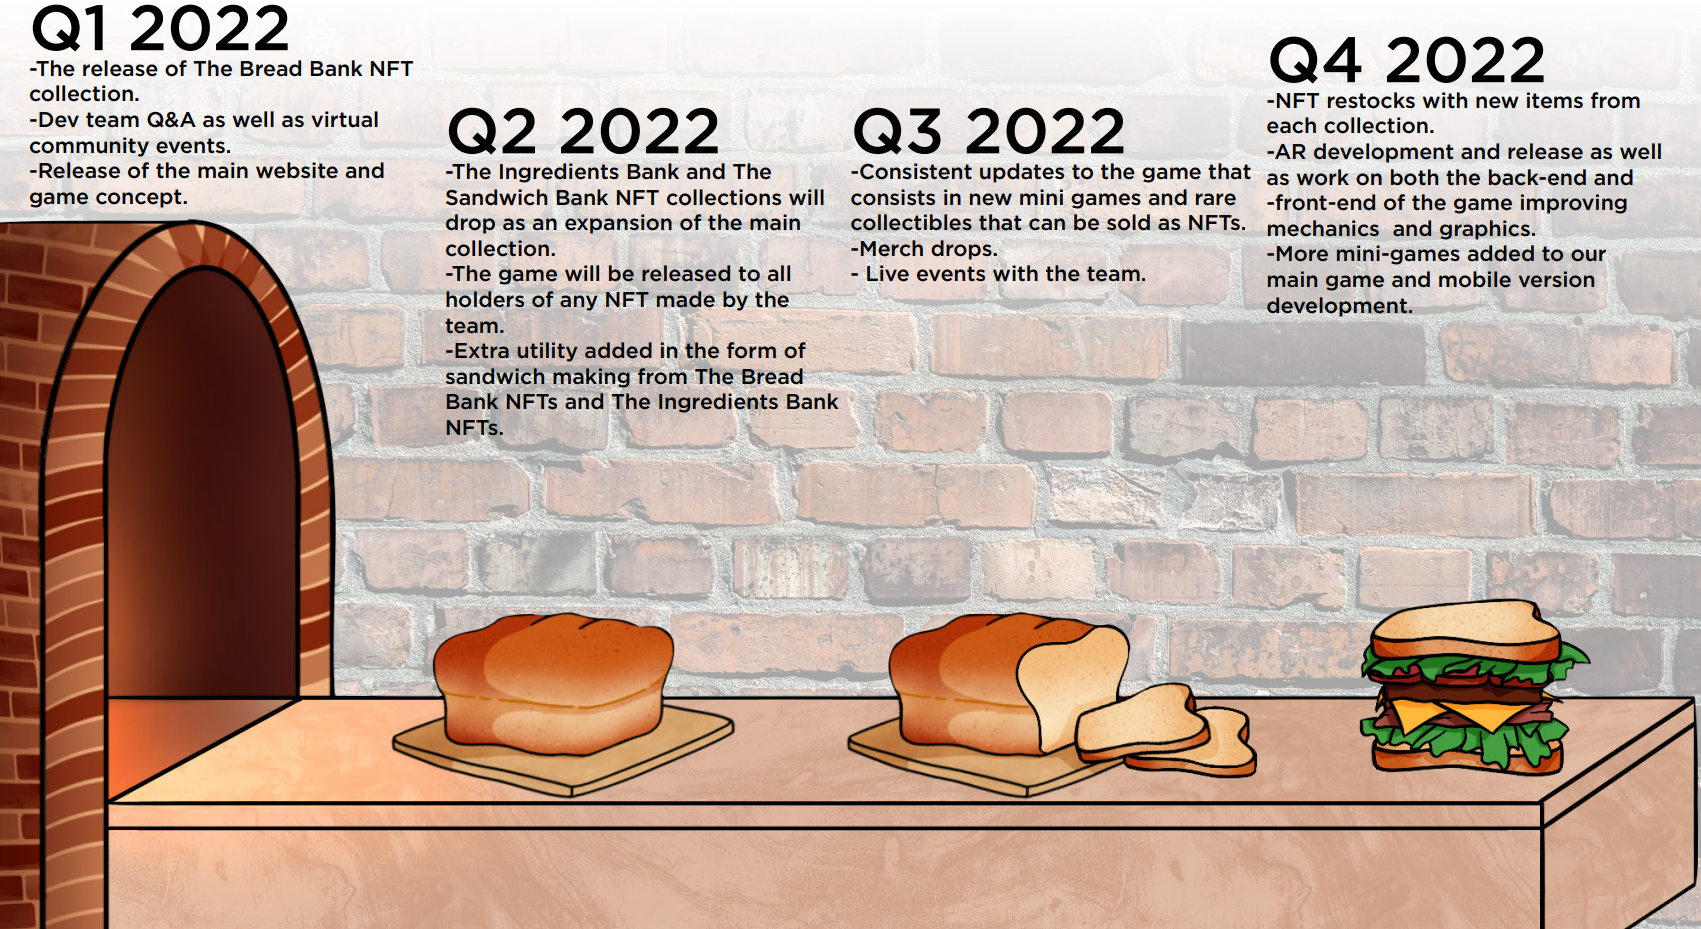 Q1 2022
-The release of The Bread Bank NFT
collection.
-Dev team Q&A as well as virtual
community events.
-Release of the main website and
game concept.
Q2 2022
-The Ingredients Bank and The
Sandwich Bank NFT collections will
drop as an expansion of the main
collection.
-The game will be released to all
holders of any NFT made by the
team.
-Extra utility added in the form of
sandwich making from The Bread
Bank NFTs and The Ingredients Bank
NFTs.
Q3 2022
-Consistent updates to the game that
consists in new mini games and rare
collectibles that can be sold as NFTs.
-Merch drops.
- Live events with the team.
Q4 2022
-NFT restocks with new items from
each collection.
-AR development and release as well
as work on both the back-end and
-front-end of the game improving
mechanics  and graphics.
-More mini-games added to our
main game and mobile version
development.